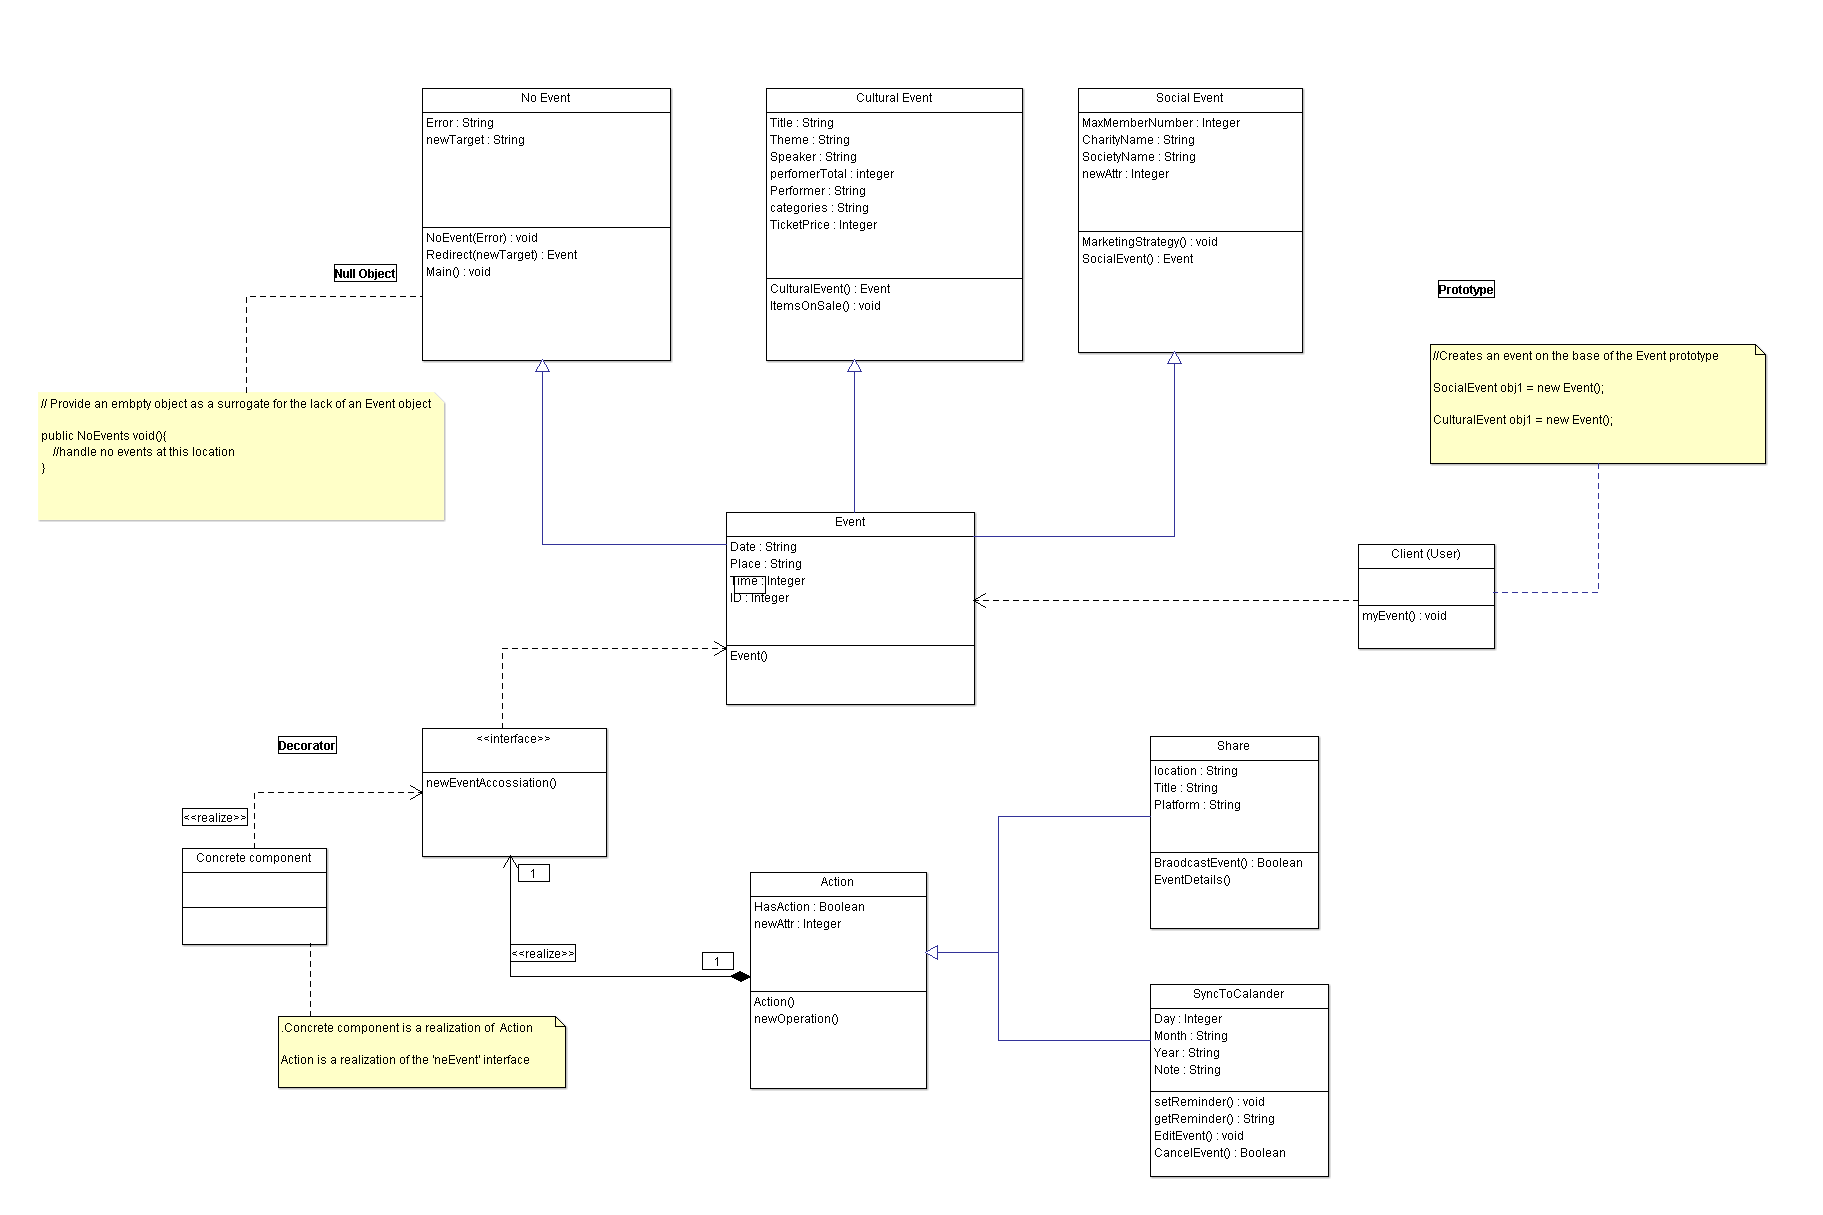 No Event
Error : String
newTarget : String
NoEvent(Error) : void
Redirect(newTarget) : Event
Main() : void
Cultural Event
Title : String
Theme : String
Speaker : String
perfomerTotal : integer
Performer : String
categories : String
TicketPrice : Integer
CulturalEvent() : Event
ItemsOnSale() : void
Social Event
MaxMemberNumber : Integer
CharityName : String
SocietyName : String
newAttr : Integer
MarketingStrategy() : void
SocialEvent() : Event
Null Object
Prototype
// Provide an embpty object as a surrogate for the lack of an Event object
public NoEvents void(){
//handle no events at this location
}
//Creates an event on the base of the Event prototype
SocialEvent obj1 = new Event();
CulturalEvent obj1 = new Event();
Event
Date : String
Place : String
Time : Integer
ID : Integer
Event()
Client (User)
myEvent() : void
Decorator
<<interface>>
newEventAccossiation()
<<realize>>
Concrete component
1
<<realize>>
1
.Concrete component is a realization of Action
Action is a realization of the 'neEvent' interface
Action
HasAction : Boolean
newAttr : Integer
Action()
newOperation()
Share
location : String
Title : String
Platform : String
BraodcastEvent() : Boolean
EventDetails()
SyncToCalander
Day : Integer
Month : String
Year : String
Note : String
setReminder() : void
getReminder() : String
EditEvent() : void
CancelEvent() : Boolean